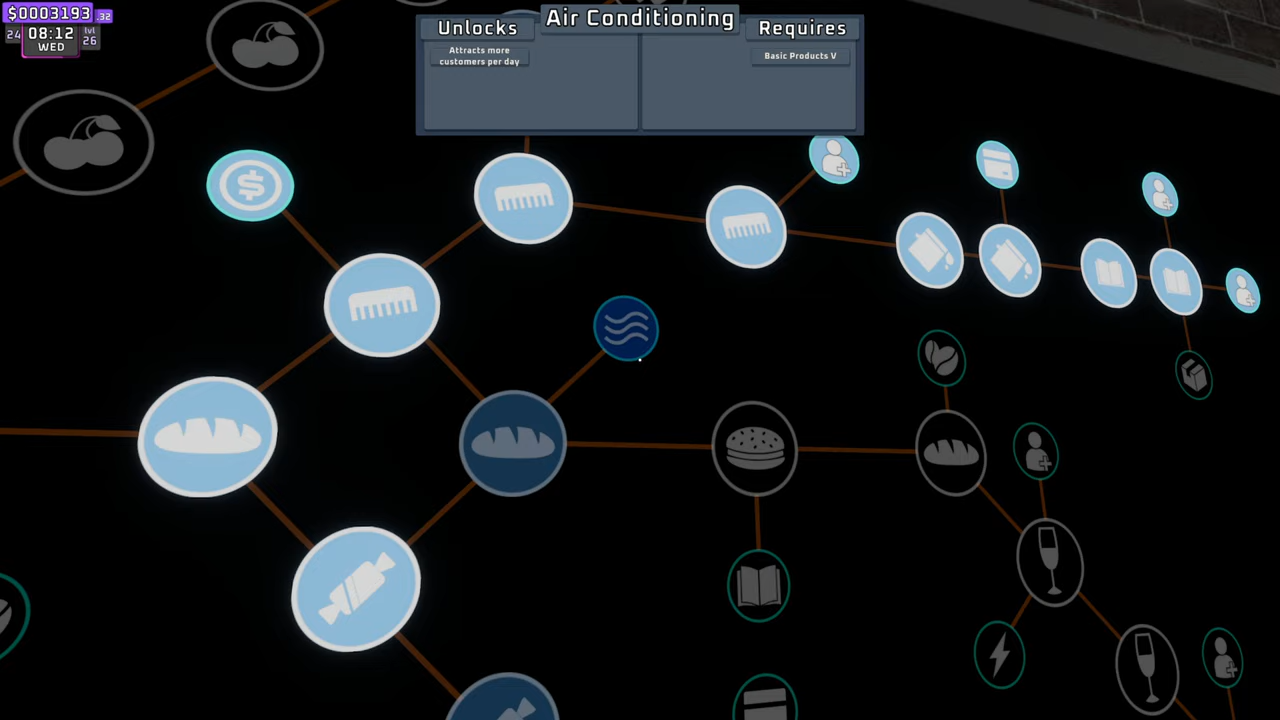 $0003193.32
24 08:12 lvl
WED 26
Unlocks
Air Conditioning
Requires
Attracts more
customers per day
Basic Products V